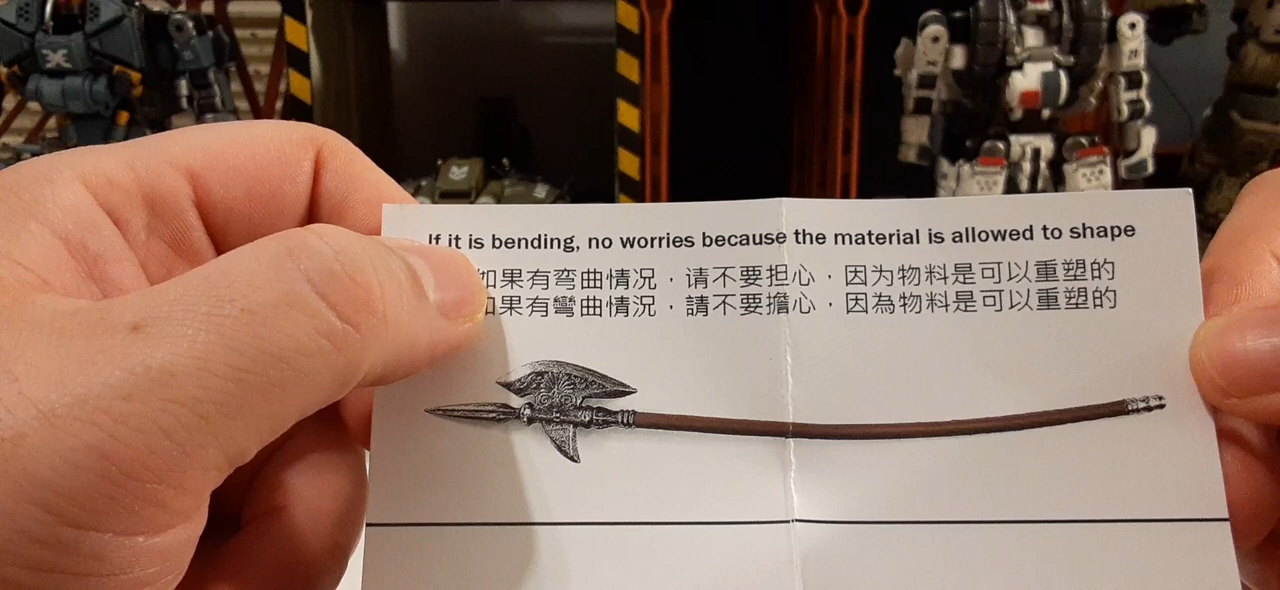 If it is bending, no worries because the material is allowed to shape
如果有弯曲情况，请不要担心，因为物料是可以重塑的
如果有彎曲情況，請不要擔心，因為物料是可以重塑的